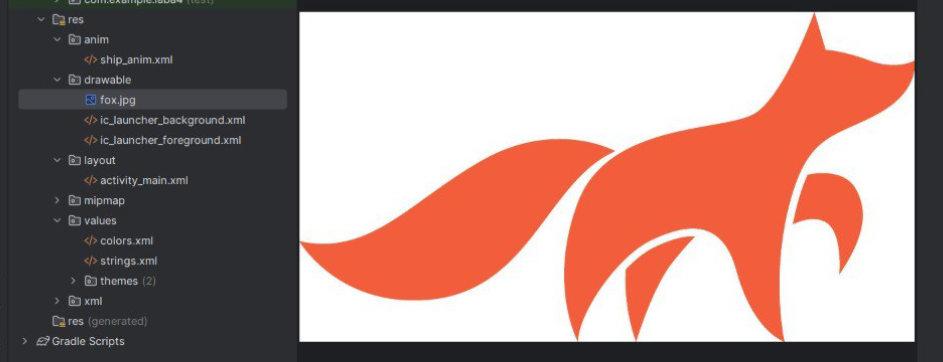 com.example.laba4 (test)
res
anim
ship_anim.xml
drawable
fox.jpg
ic_launcher_background.xml
ic_launcher_foreground.xml
layout
activity_main.xml
mipmap
values
colors.xml
strings.xml
themes (2)
xml
res (generated)
Gradle Scripts